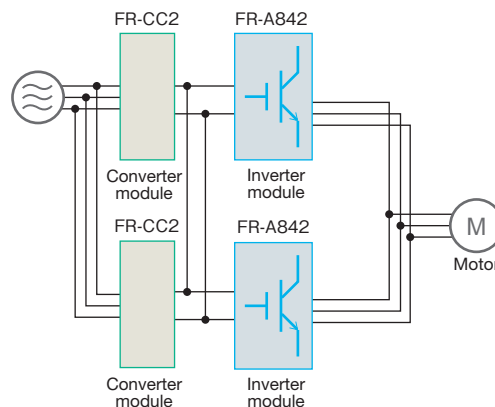 FR-CC2
FR-A842
Converter
module
Inverter
module
FR-CC2
FR-A842
M
Motor
Converter
module
Inverter
module